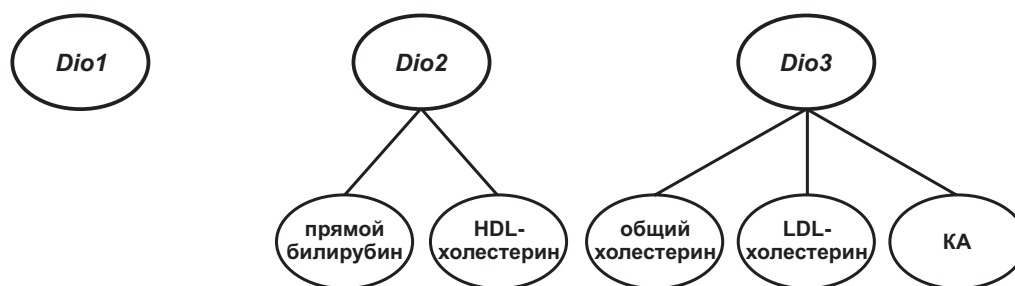 Dio1
Dio2
Dio3
прямой
билирубин
HDL-
холестерин
общий
холестерин
LDL-
холестерин
КА